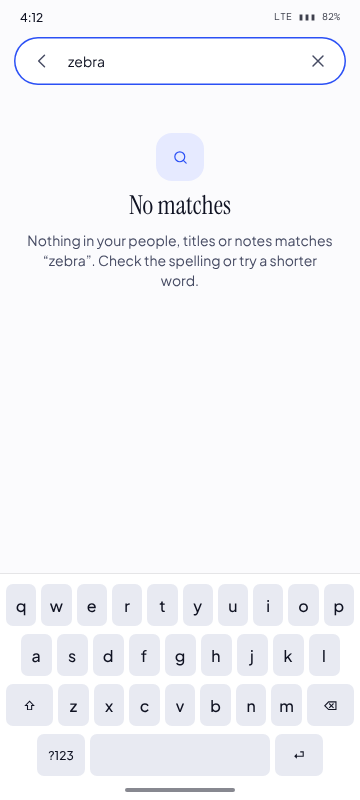 4:12 LTE 82%
zebra
No matches
Nothing in your people, titles or notes matches
“zebra”. Check the spelling or try a shorter
word.
q w e r t y u i o p
a s d f g h j k l
z x c v b n m
?123